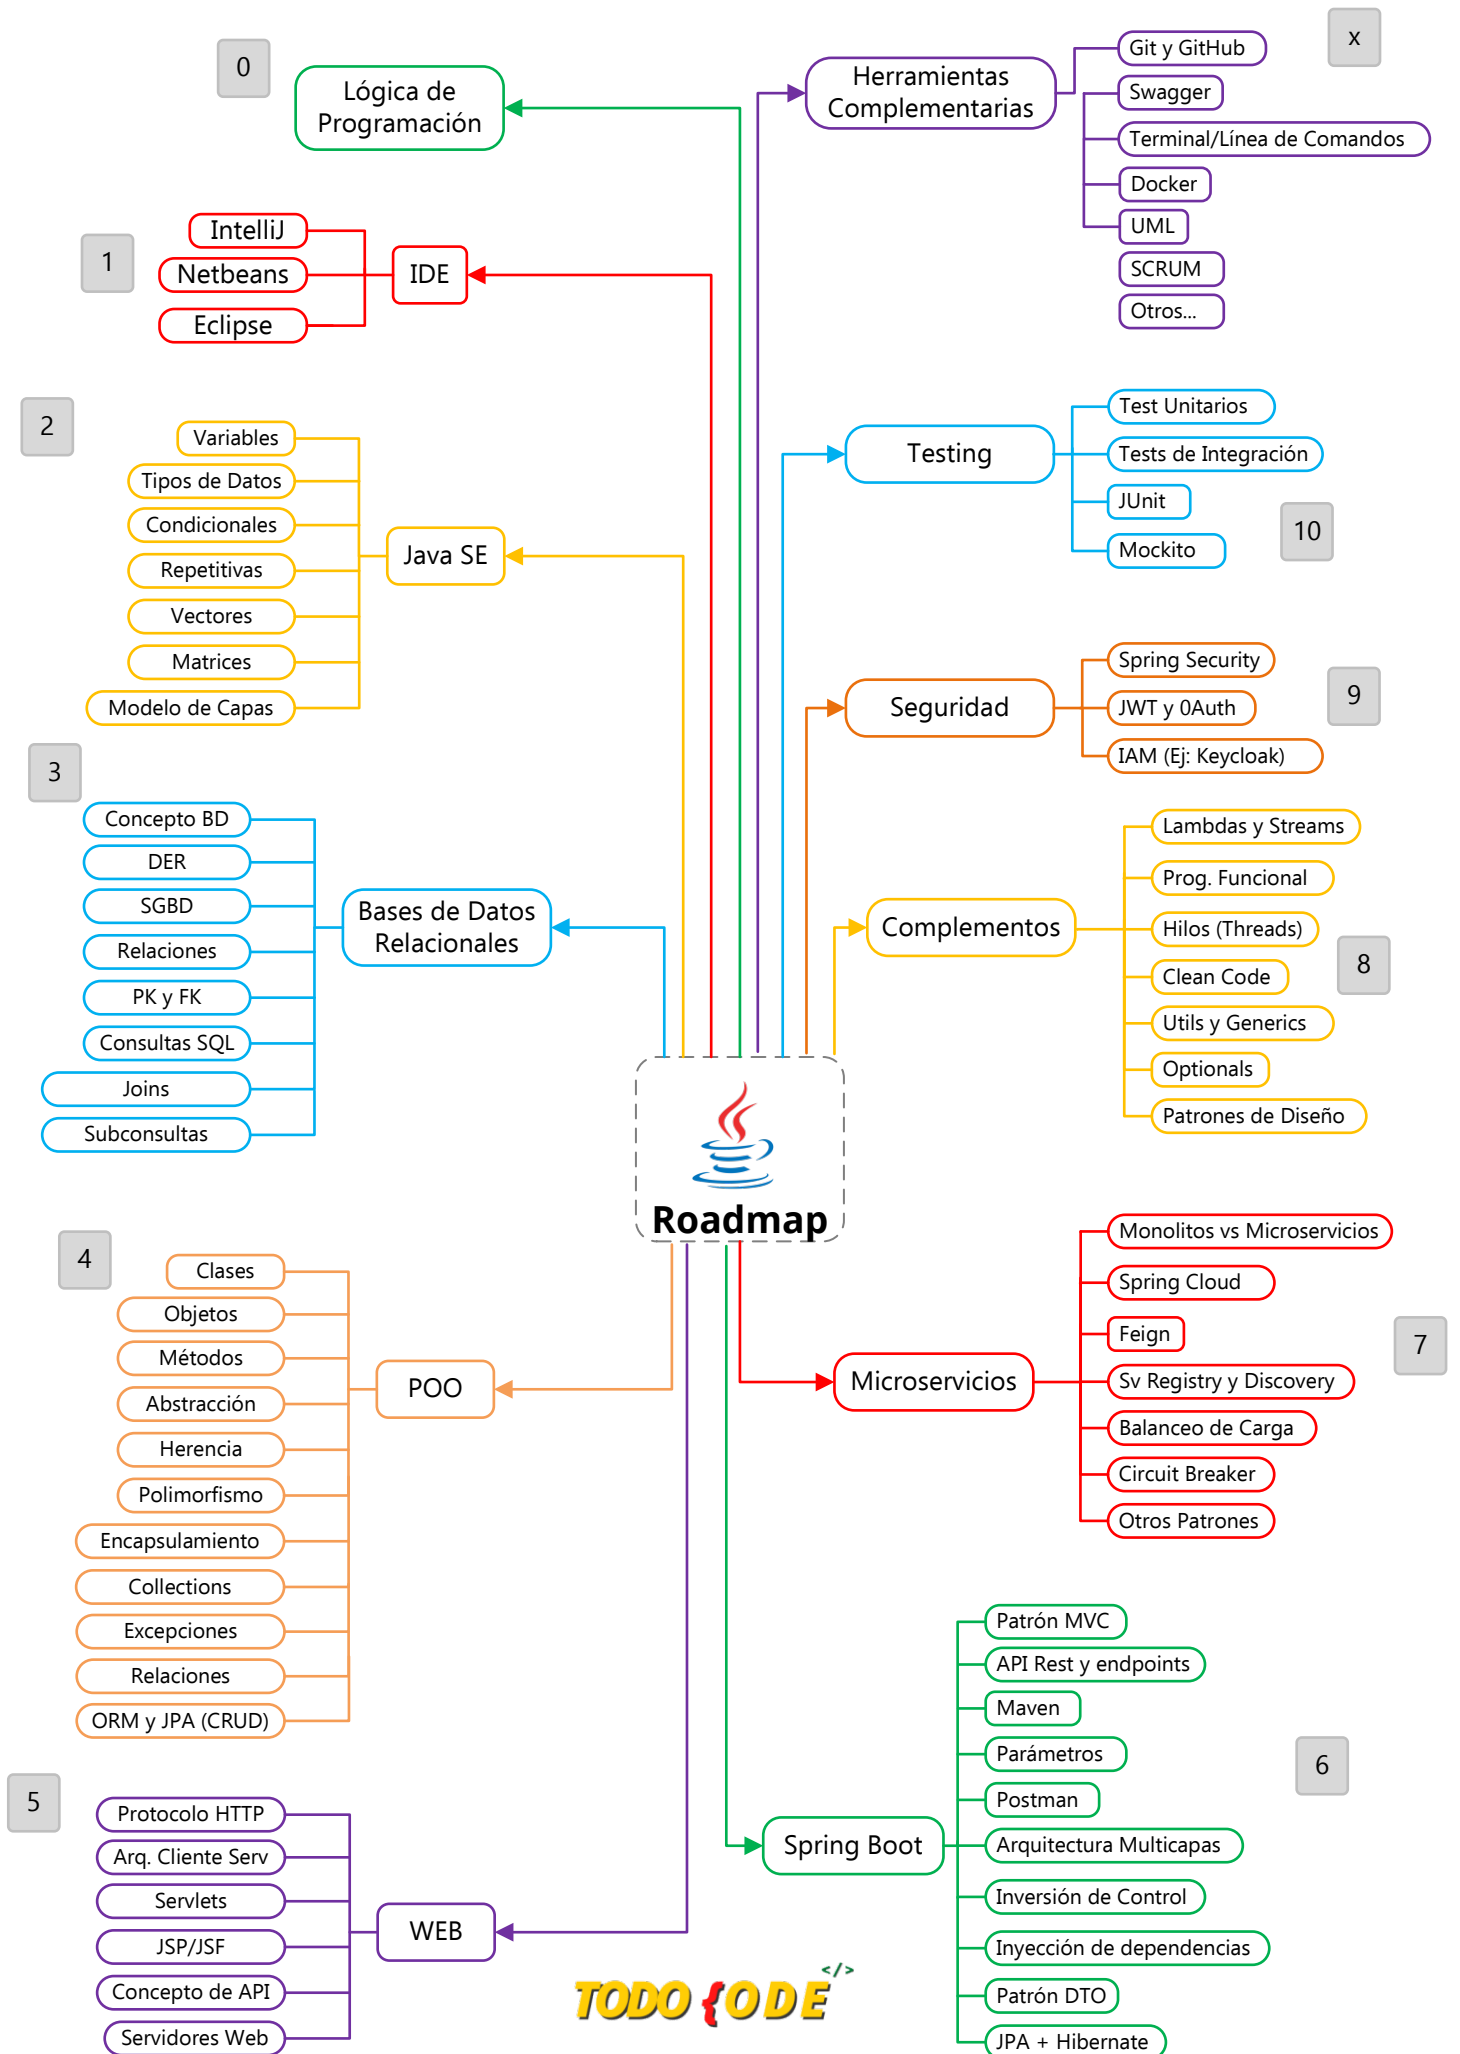 0
Lógica de
Programación
1
IntelliJ
Netbeans
Eclipse
IDE
2
Variables
Tipos de Datos
Condicionales
Repetitivas
Vectores
Matrices
Modelo de Capas
Java SE
3
Concepto BD
DER
SGBD
Relaciones
PK y FK
Consultas SQL
Joins
Subconsultas
Bases de Datos
Relacionales
4
Clases
Objetos
Métodos
Abstracción
Herencia
Polimorfismo
Encapsulamiento
Collections
Excepciones
Relaciones
ORM y JPA (CRUD)
POO
5
Protocolo HTTP
Arq. Cliente Serv
Servlets
JSP/JSF
Concepto de API
Servidores Web
WEB
Roadmap
x
Herramientas
Complementarias
Git y GitHub
Swagger
Terminal/Línea de Comandos
Docker
UML
SCRUM
Otros...
Testing
Test Unitarios
Tests de Integración
JUnit
Mockito
10
Seguridad
Spring Security
JWT y 0Auth
IAM (Ej: Keycloak)
9
Complementos
Lambdas y Streams
Prog. Funcional
Hilos (Threads)
Clean Code
Utils y Generics
Optionals
Patrones de Diseño
8
Microservicios
Monolitos vs Microservicios
Spring Cloud
Feign
Sv Registry y Discovery
Balanceo de Carga
Circuit Breaker
Otros Patrones
7
Spring Boot
Patrón MVC
API Rest y endpoints
Maven
Parámetros
Postman
Arquitectura Multicapas
Inversión de Control
Inyección de dependencias
Patrón DTO
JPA + Hibernate
6
TODO {ODE </>